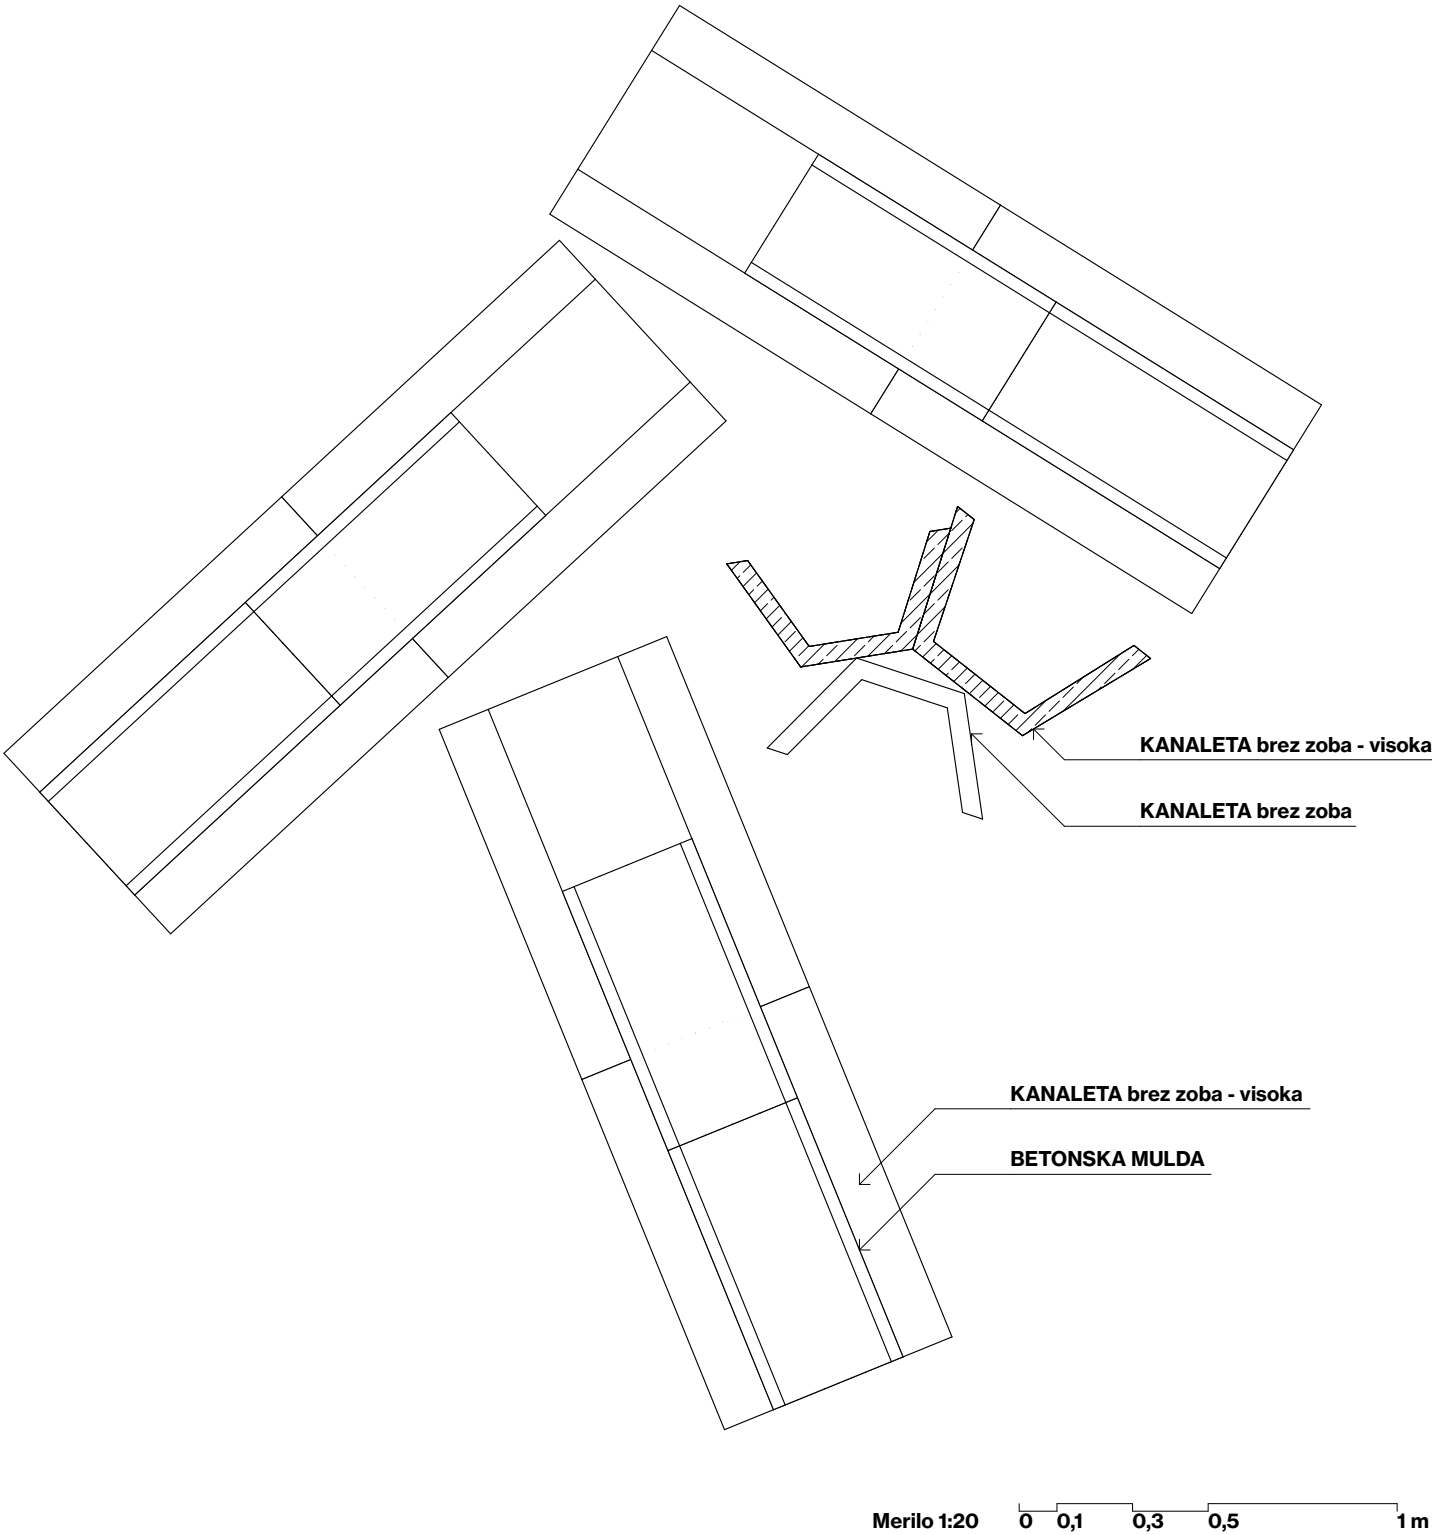 KANALETA brez zoba - visoka
KANALETA brez zoba
KANALETA brez zoba - visoka
BETONSKA MULDA
Merilo 1:20 0 0,1 0,3 0,5 1 m